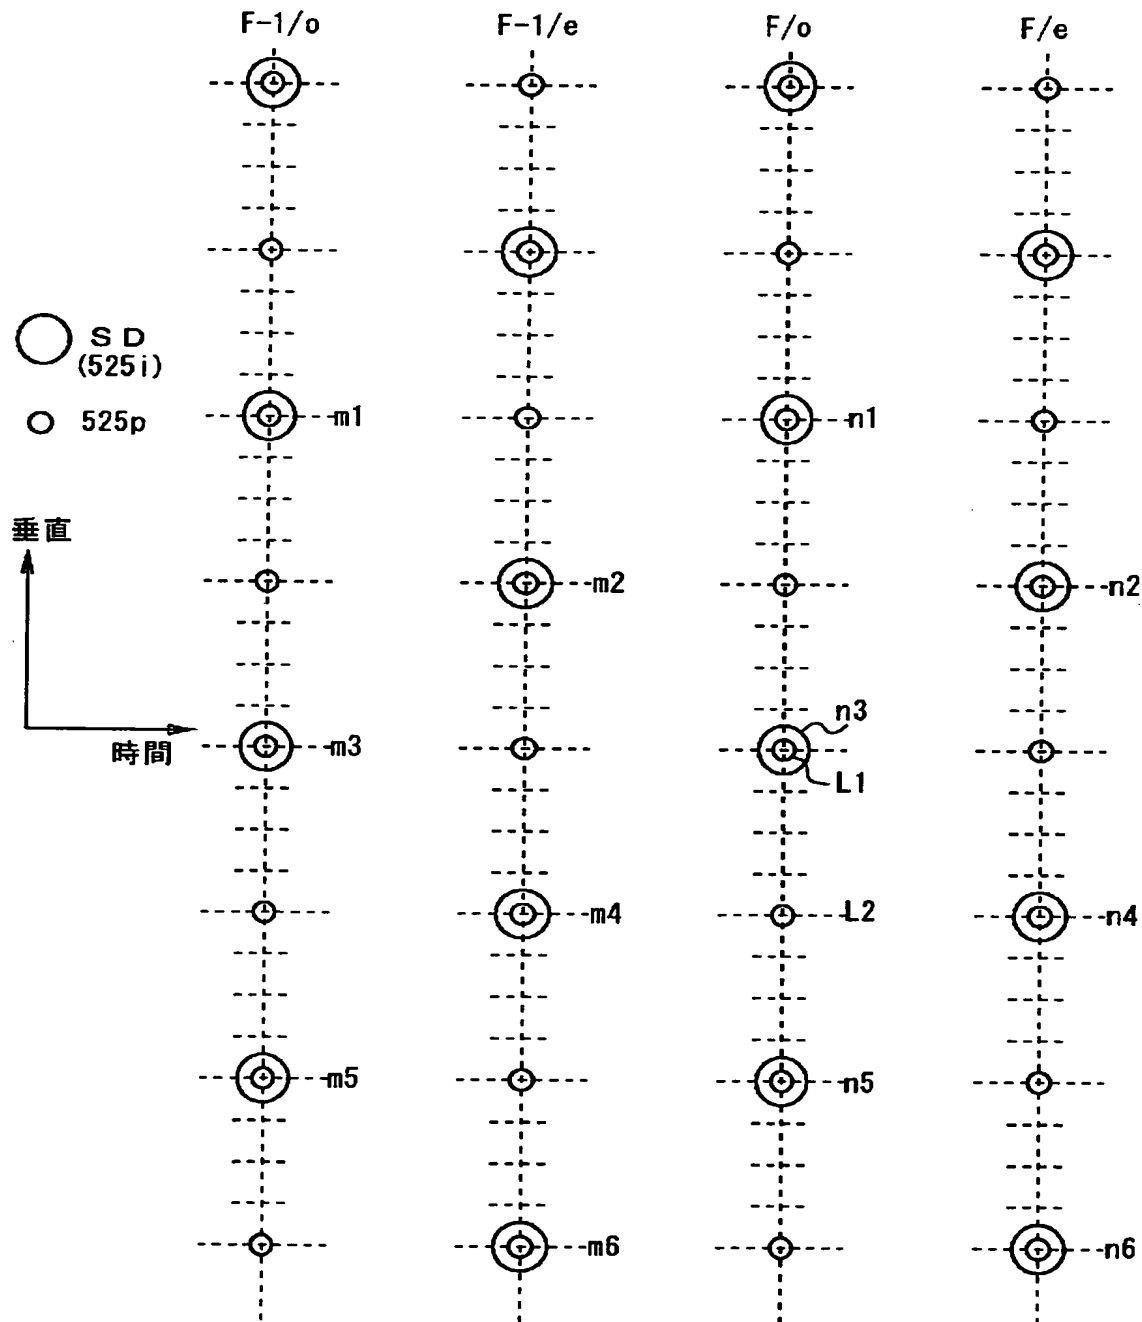 F-1/o F-1/e F/o F/e
SD
(525i)
525p
m1 n1
垂直
m2 n2
n3
m3
時間
L1
m4 L2 n4
m5 n5
m6 n6